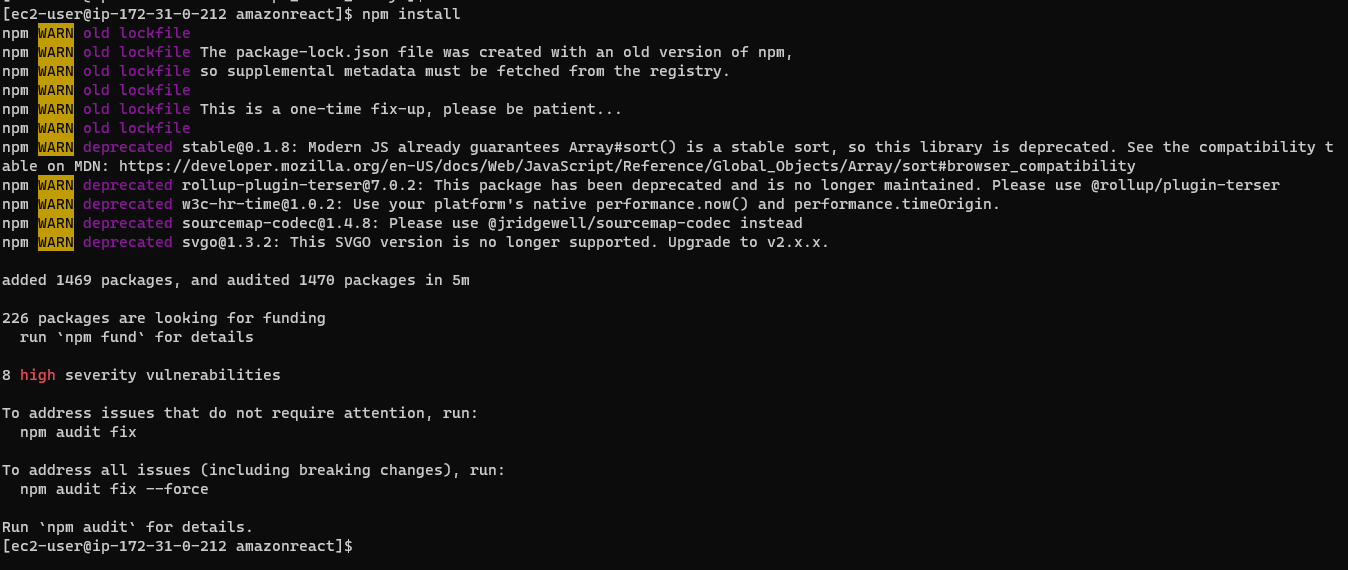 [ec2-user@ip-172-31-0-212 amazonreact]$ npm install
npm WARN old lockfile
npm WARN old lockfile The package-lock.json file was created with an old version of npm,
npm WARN old lockfile so supplemental metadata must be fetched from the registry.
npm WARN old lockfile
npm WARN old lockfile This is a one-time fix-up, please be patient...
npm WARN old lockfile
npm WARN deprecated stable@0.1.8: Modern JS already guarantees Array#sort() is a stable sort, so this library is deprecated. See the compatibility t
able on MDN: https://developer.mozilla.org/en-US/docs/Web/JavaScript/Reference/Global_Objects/Array/sort#browser_compatibility
npm WARN deprecated rollup-plugin-terser@7.0.2: This package has been deprecated and is no longer maintained. Please use @rollup/plugin-terser
npm WARN deprecated w3c-hr-time@1.0.2: Use your platform's native performance.now() and performance.timeOrigin.
npm WARN deprecated sourcemap-codec@1.4.8: Please use @jridgewell/sourcemap-codec instead
npm WARN deprecated svgo@1.3.2: This SVGO version is no longer supported. Upgrade to v2.x.x.
added 1469 packages, and audited 1470 packages in 5m
226 packages are looking for funding
  run `npm fund` for details
8 high severity vulnerabilities
To address issues that do not require attention, run:
  npm audit fix
To address all issues (including breaking changes), run:
  npm audit fix --force
Run `npm audit` for details.
[ec2-user@ip-172-31-0-212 amazonreact]$